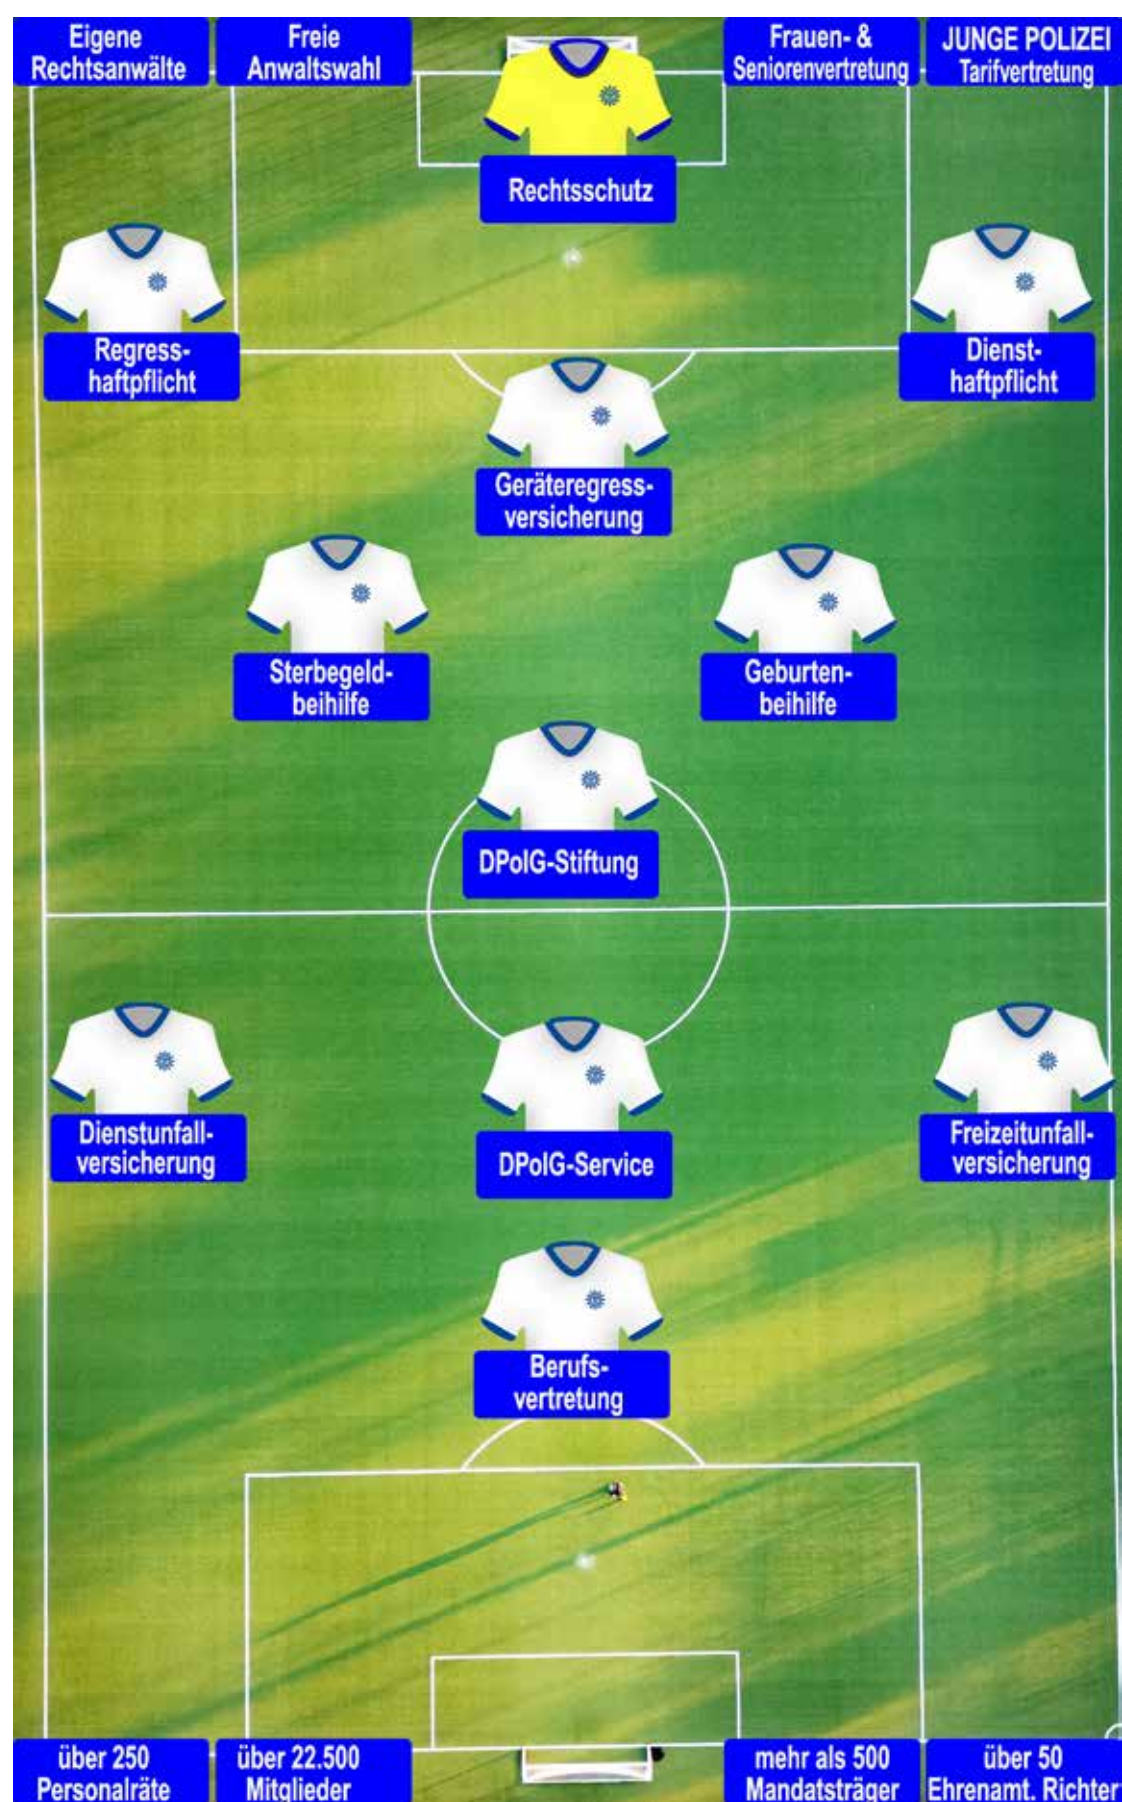 Eigene
Rechtsanwälte
Freie
Anwaltswahl
Frauen- &
Seniorenvertretung
JUNGE POLIZEI
Tarifvertretung
Rechtsschutz
Regress-
haftpflicht
Dienst-
haftpflicht
Geräteregress-
versicherung
Sterbegeld-
beihilfe
Geburten-
beihilfe
DPolG-Stiftung
Dienstunfall-
versicherung
DPolG-Service
Freizeitunfall-
versicherung
Berufs-
vertretung
über 250
Personalräte
über 22.500
Mitglieder
mehr als 500
Mandatsträger
über 50
Ehrenamt. Richter